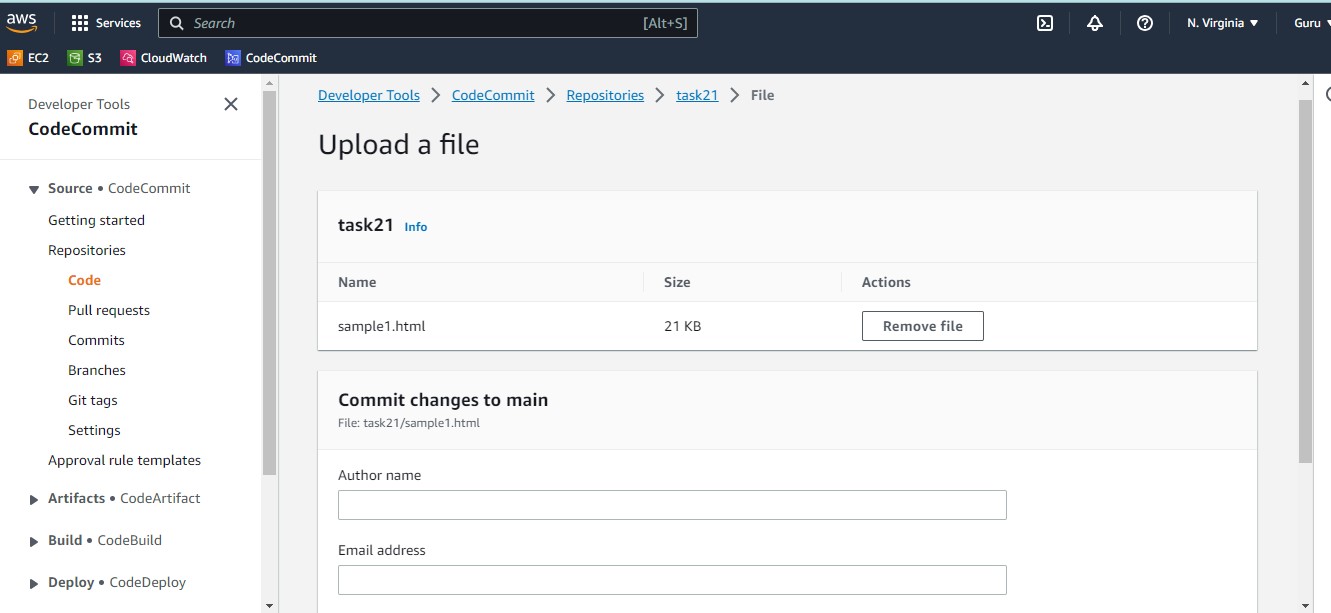 aws Services Search [Alt+S] N. Virginia Guru
EC2 S3 CloudWatch CodeCommit
Developer Tools
CodeCommit
Source • CodeCommit
Getting started
Repositories
Code
Pull requests
Commits
Branches
Git tags
Settings
Approval rule templates
Artifacts • CodeArtifact
Build • CodeBuild
Deploy • CodeDeploy
Developer Tools > CodeCommit > Repositories > task21 > File
Upload a file
task21 Info
Name Size Actions
sample1.html 21 KB Remove file
Commit changes to main
File: task21/sample1.html
Author name
Email address